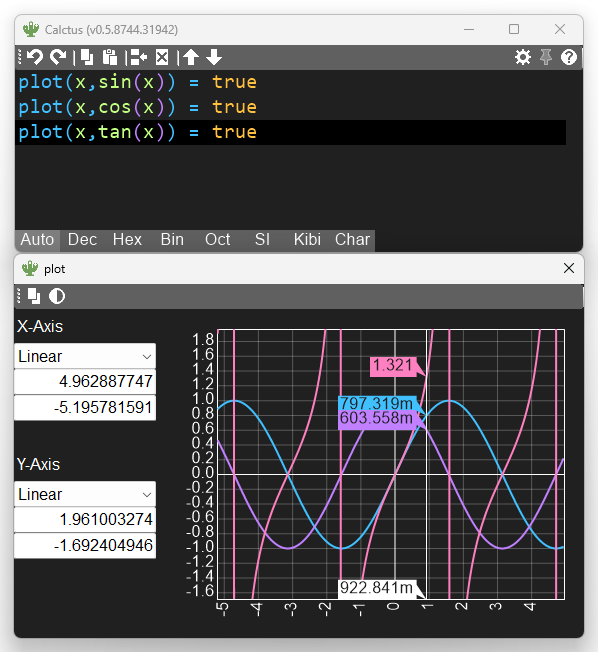 Calctus (v0.5.8744.31942)
plot(x,sin(x)) = true
plot(x,cos(x)) = true
plot(x,tan(x)) = true
Auto Dec Hex Bin Oct SI Kibi Char
plot
X-Axis
Linear
4.962887747
-5.195781591
Y-Axis
Linear
1.961003274
-1.692404946
1.8
1.6
1.4
1.2
1.0
0.8
0.6
0.4
0.2
0.0
-0.2
-0.4
-0.6
-0.8
-1.0
-1.2
-1.4
-1.6
1.321
797.319m
603.558m
922.841m
-5 -4 -3 -2 -1 0 1 2 3 4